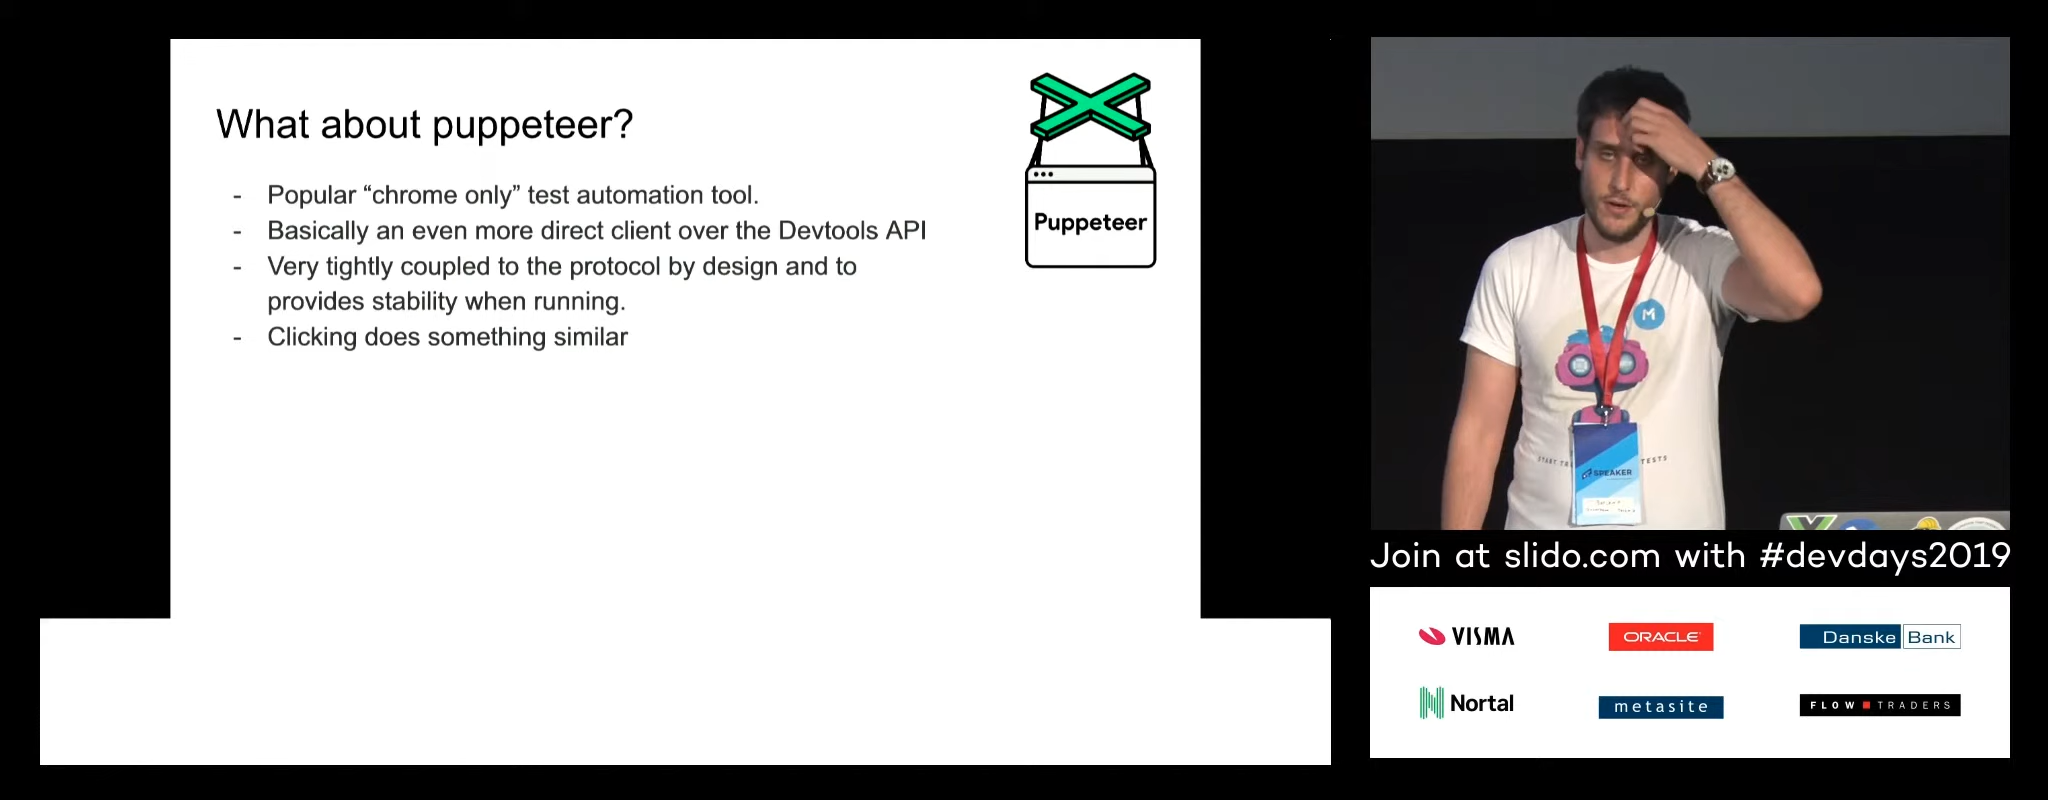 What about puppeteer?
- Popular “chrome only” test automation tool.
- Basically an even more direct client over the Devtools API
- Very tightly coupled to the protocol by design and to
provides stability when running.
- Clicking does something similar
Puppeteer
M
TESTS
SPEAKER
Join at slido.com with #devdays2019
VISMA
ORACLE
Danske Bank
Nortal
metasite
FLOW TRADERS